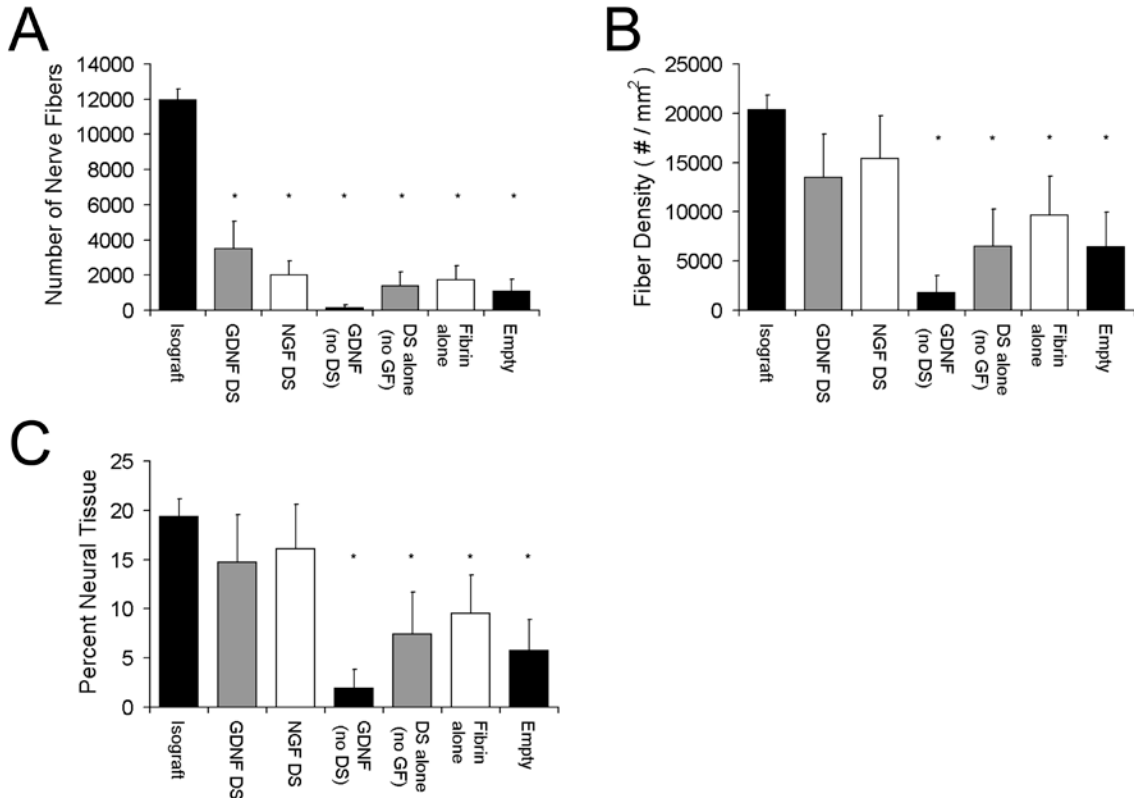 A
Number of Nerve Fibers
14000
12000
10000
8000
6000
4000
2000
0
* * * * * *
Isograft
GDNF DS
NGF DS
GDNF
(no DS)
DS alone
(no GF)
Fibrin
alone
Empty
B
Fiber Density ( # / mm²)
25000
20000
15000
10000
5000
0
* * * *
Isograft
GDNF DS
NGF DS
GDNF
(no DS)
DS alone
(no GF)
Fibrin
alone
Empty
C
Percent Neural Tissue
25
20
15
10
5
0
* * * *
Isograft
GDNF DS
NGF DS
GDNF
(no DS)
DS alone
(no GF)
Fibrin
alone
Empty